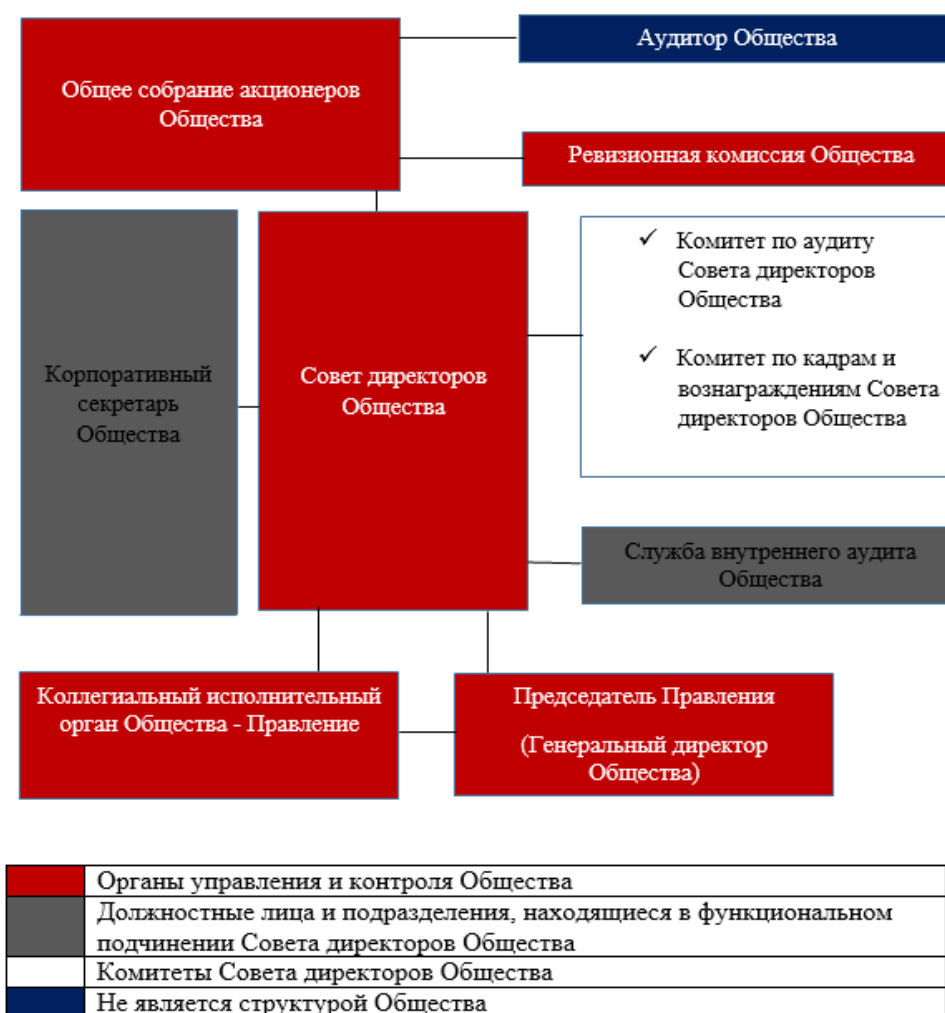 Аудитор Общества
Общее собрание акционеров
Общества
Ревизионная комиссия Общества
✓ Комитет по аудиту
Совета директоров
Общества
✓ Комитет по кадрам и
вознаграждениям Совета
директоров Общества
Корпоративный
секретарь
Общества
Совет директоров
Общества
Служба внутреннего аудита
Общества
Коллегиальный исполнительный
орган Общества - Правление
Председатель Правления
(Генеральный директор
Общества)
Органы управления и контроля Общества
Должностные лица и подразделения, находящиеся в функциональном
подчинении Совета директоров Общества
Комитеты Совета директоров Общества
Не является структурой Общества